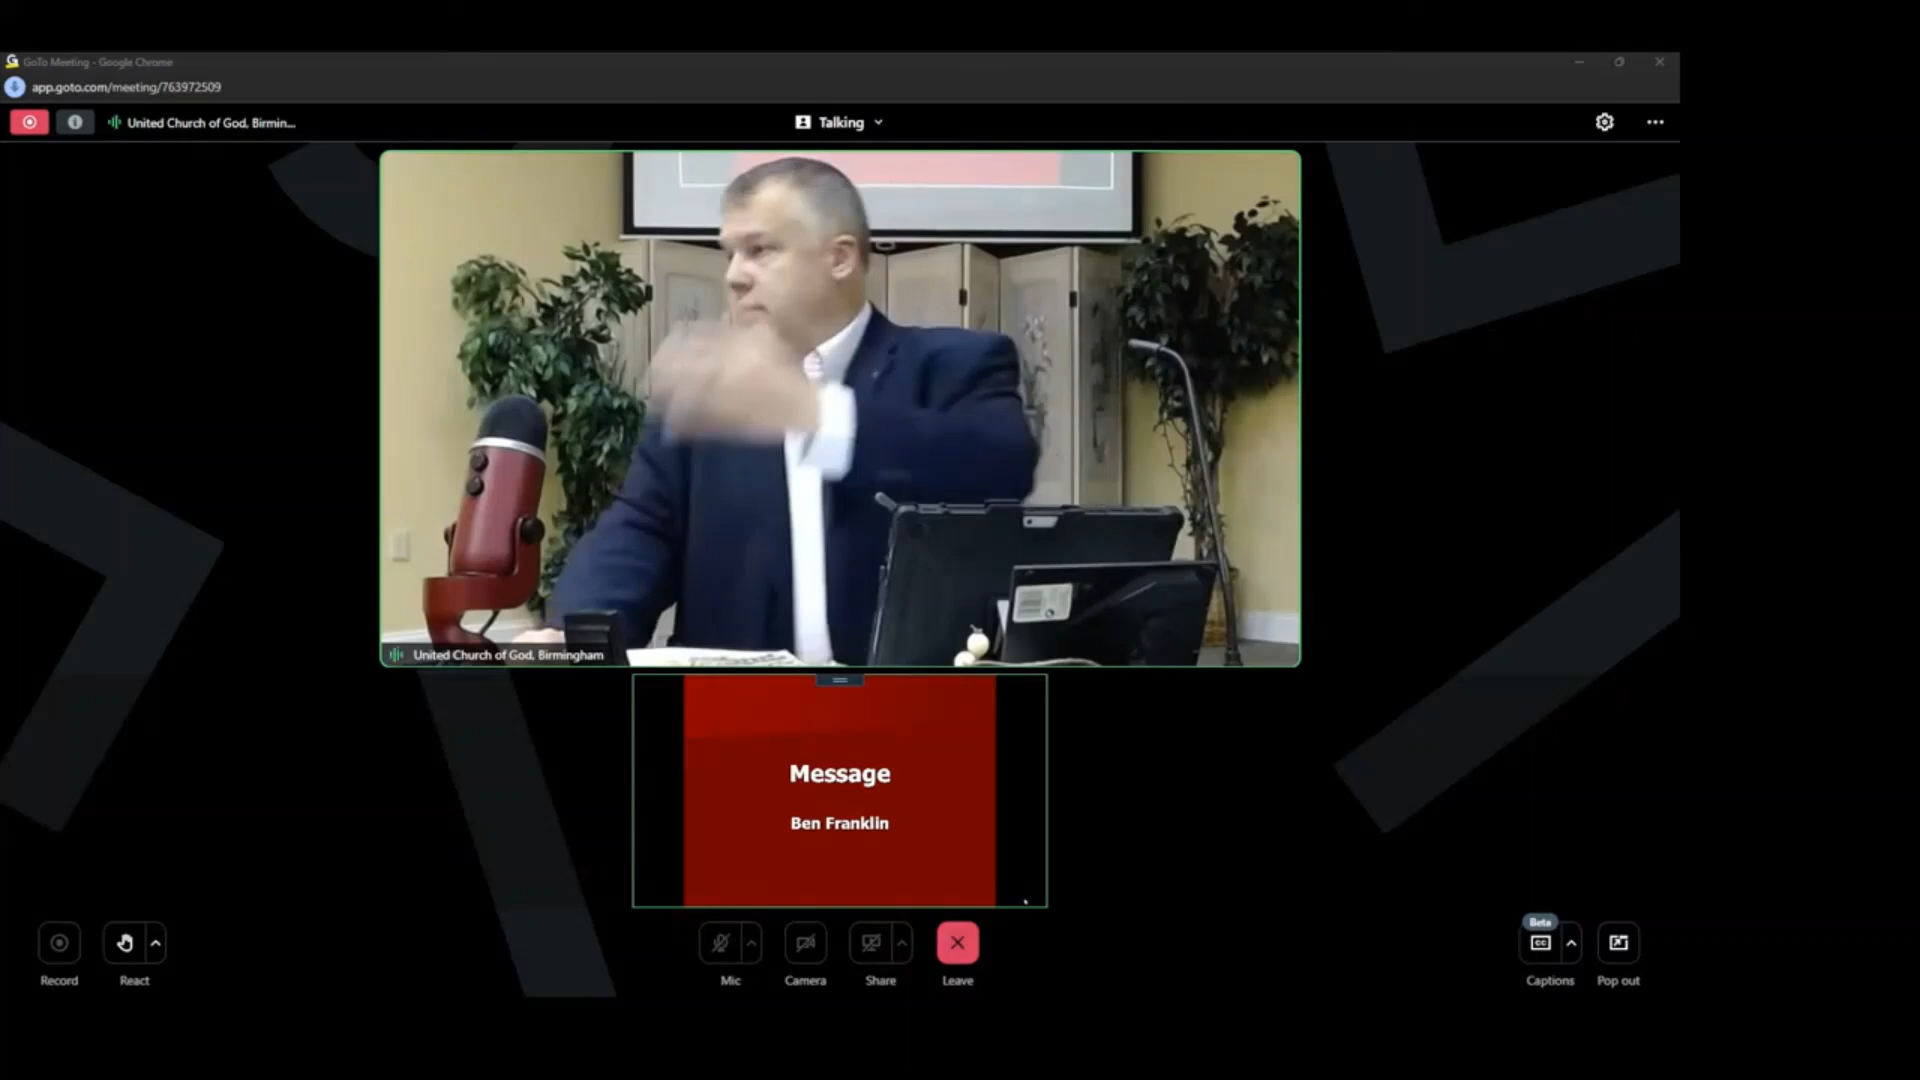 GoTo Meeting - Google Chrome
app.goto.com/meeting/763972509
United Church of God, Birmin...
Talking
United Church of God, Birmingham
Message
Ben Franklin
Record
React
Mic
Camera
Share
Leave
Beta
CC
Captions
Pop out